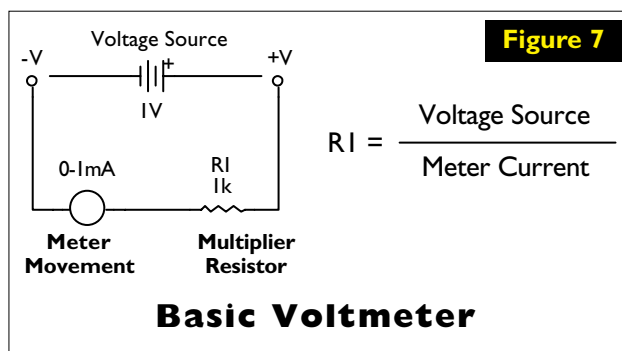 Figure 7
Voltage Source
-V
+
+V
1V
0-1mA
R1
1k
Meter
Movement
Multiplier
Resistor
R1 =
Voltage Source
Meter Current
Basic Voltmeter